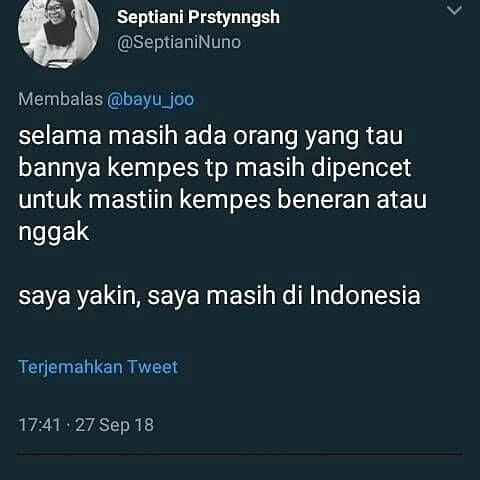 Septiani Prstynngsh
@SeptianiNuno
Membalas @bayu_joo
selama masih ada orang yang tau
bannya kempes tp masih dipencet
untuk mastiin kempes beneran atau
nggak
saya yakin, saya masih di Indonesia
Terjemahkan Tweet
17:41 · 27 Sep 18